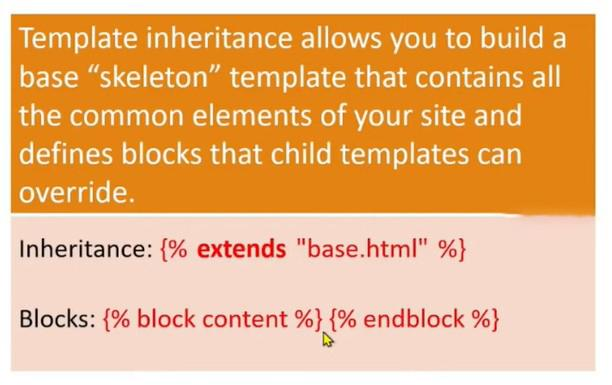 Template inheritance allows you to build a
base “skeleton” template that contains all
the common elements of your site and
defines blocks that child templates can
override.
Inheritance: {% extends "base.html" %}
Blocks: {% block content %} {% endblock %}